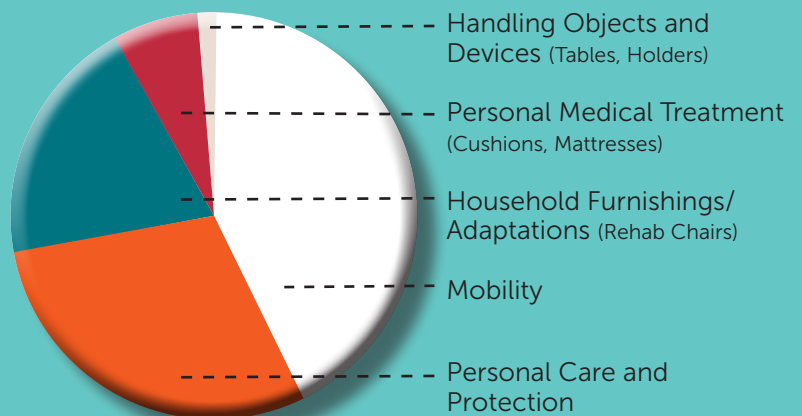 Handling Objects and
Devices (Tables, Holders)
Personal Medical Treatment
(Cushions, Mattresses)
Household Furnishings/
Adaptations (Rehab Chairs)
Mobility
Personal Care and
Protection